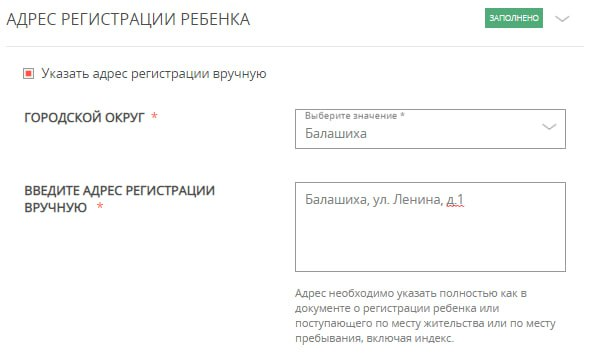 АДРЕС РЕГИСТРАЦИИ РЕБЕНКА
ЗАПОЛНЕНО
Указать адрес регистрации вручную
ГОРОДСКОЙ ОКРУГ *
Выберите значение *
Балашиха
ВВЕДИТЕ АДРЕС РЕГИСТРАЦИИ
ВРУЧНУЮ *
Балашиха, ул. Ленина, д.1
Адрес необходимо указать полностью как в
документе о регистрации ребенка или
поступающего по месту жительства или по месту
пребывания, включая индекс.